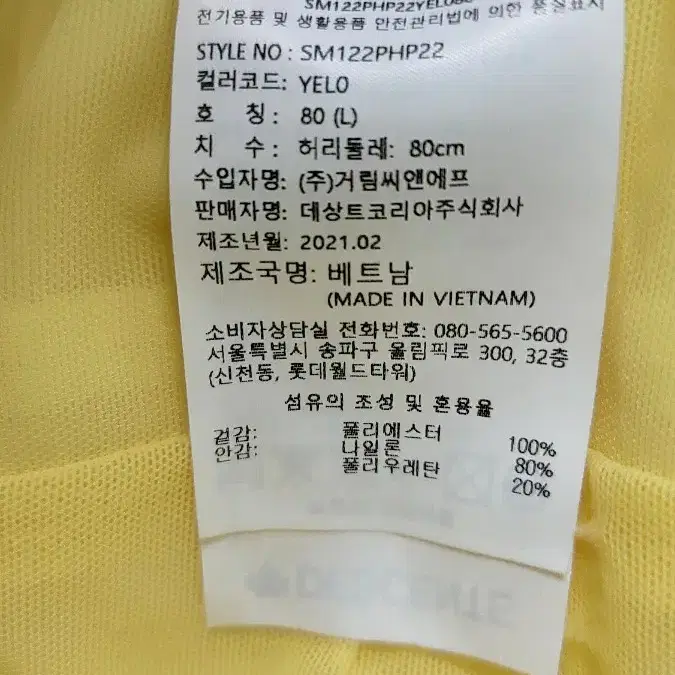 SM122PHP22YEL080
전기용품 및 생활용품 안전관리법에 의한 품질표시
STYLE NO : SM122PHP22
컬러코드: YEL0
호 칭 : 80 (L)
치 수 : 허리둘레: 80cm
수입자명: (주)거림씨앤에프
판매자명: 데상트코리아주식회사
제조년월: 2021.02
제조국명: 베트남
(MADE IN VIETNAM)
소비자상담실 전화번호: 080-565-5600
서울특별시 송파구 올림픽로 300, 32층
(신천동, 롯데월드타워)
섬유의 조성 및 혼용율
겉감: 폴리에스터 100%
안감: 나일론 80%
폴리우레탄 20%
DESCENTE